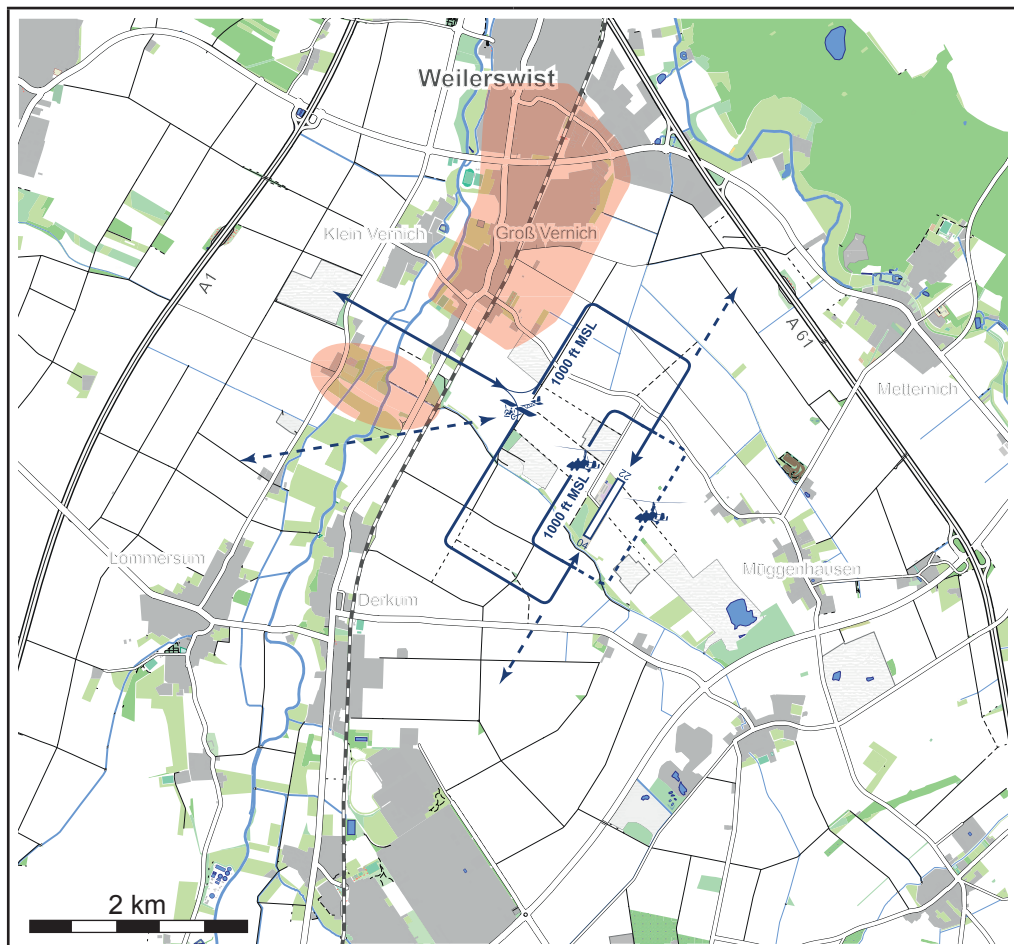 Weilerswist
Klein Vernich
Groß Vernich
A1
A 61
1000 ft MSL
Metternich
22
1000 ft MSL
04
Lommersum
Müggenhausen
Derkum
2 km